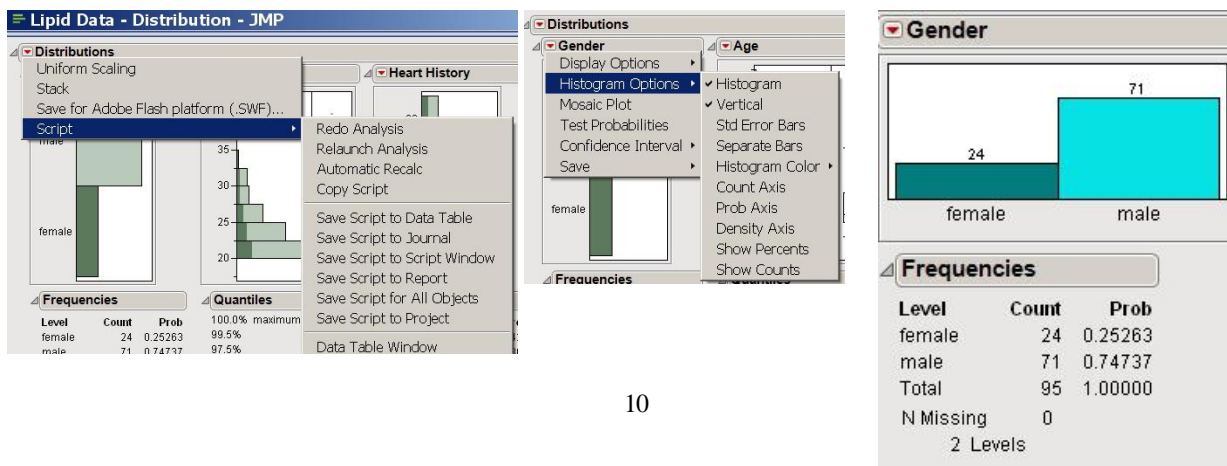 Lipid Data - Distribution - JMP
Distributions
Uniform Scaling
Stack
Save for Adobe Flash platform (.SWF)...
Script
Heart History
Redo Analysis
Relaunch Analysis
Automatic Recalc
Copy Script
Save Script to Data Table
Save Script to Journal
Save Script to Script Window
Save Script to Report
Save Script for All Objects
Save Script to Project
Data Table Window
male
female
35
30
25
20
Frequencies
Level Count Prob
female 24 0.25263
male 71 0.74737
Quantiles
100.0% maximum
99.5%
97.5%
Distributions
Gender
Age
Display Options
Histogram Options
Mosaic Plot
Test Probabilities
Confidence Interval
Save
Histogram
Vertical
Std Error Bars
Separate Bars
Histogram Color
Count Axis
Prob Axis
Density Axis
Show Percents
Show Counts
female
Frequencies
10
Gender
24
71
female male
Frequencies
Level Count Prob
female 24 0.25263
male 71 0.74737
Total 95 1.00000
N Missing 0
2 Levels